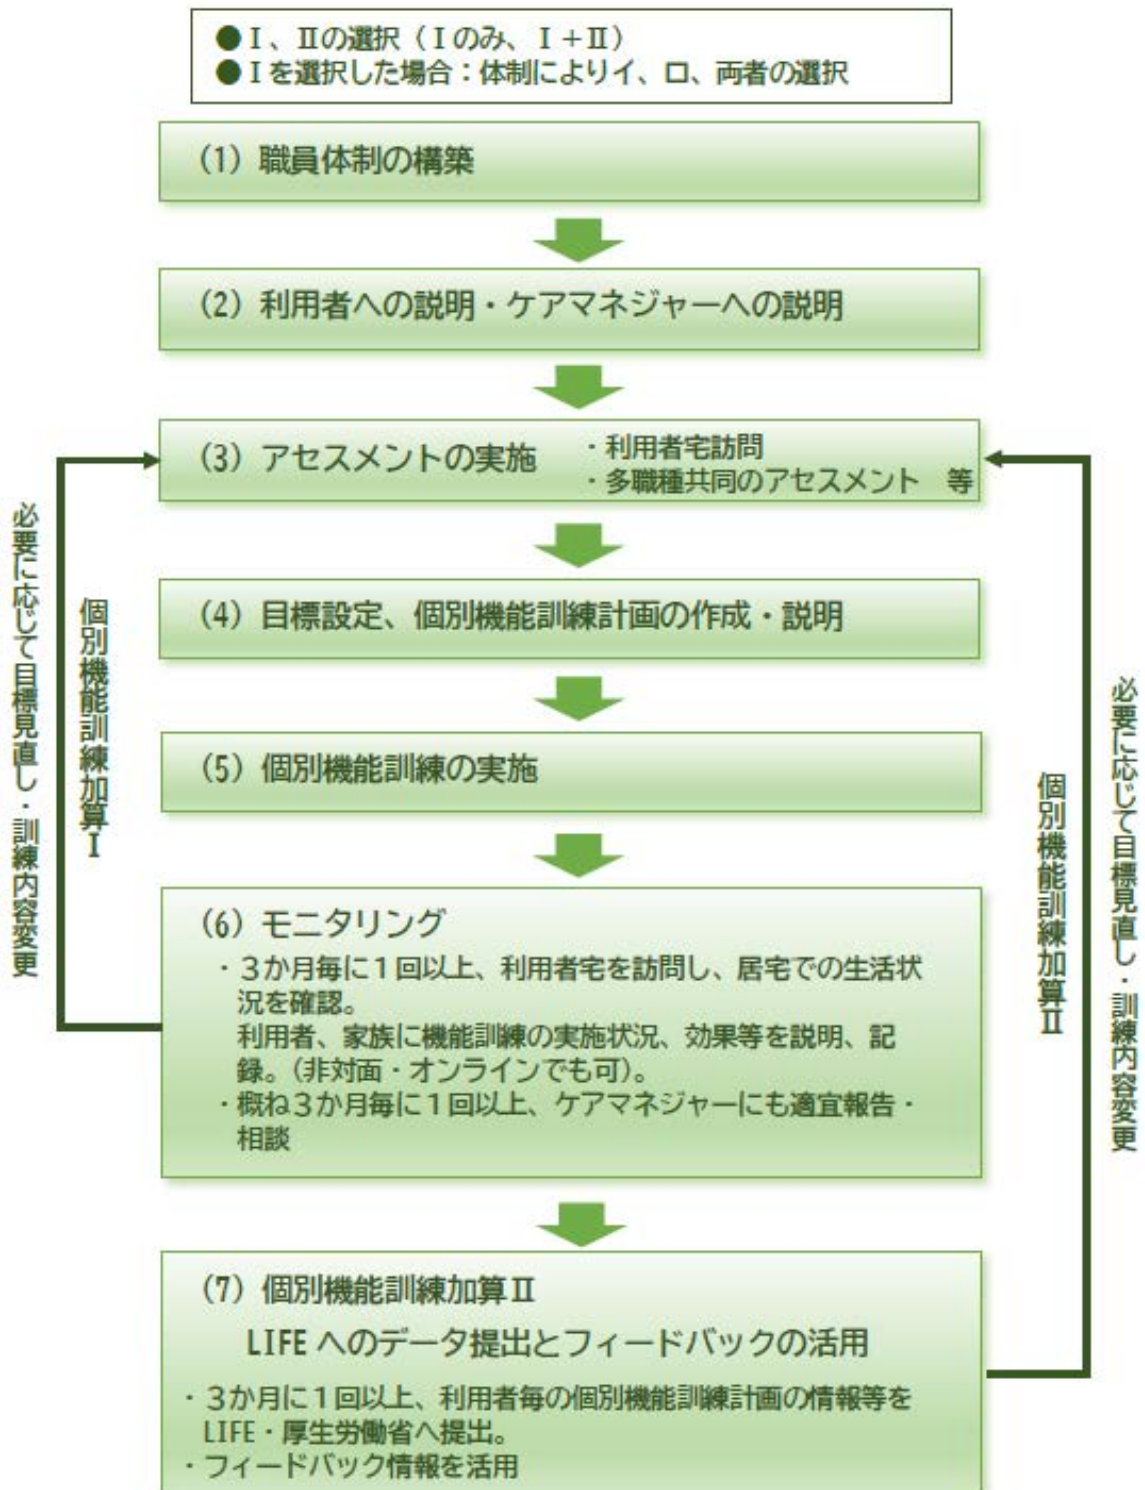 ●Ⅰ、Ⅱの選択（Ⅰのみ、Ⅰ＋Ⅱ）
●Ⅰを選択した場合：体制によりイ、ロ、両者の選択
（1）職員体制の構築
（2）利用者への説明・ケアマネジャーへの説明
（3）アセスメントの実施
・利用者宅訪問
・多職種共同のアセスメント　等
（4）目標設定、個別機能訓練計画の作成・説明
（5）個別機能訓練の実施
（6）モニタリング
・３か月毎に１回以上、利用者宅を訪問し、居宅での生活状
況を確認。
利用者、家族に機能訓練の実施状況、効果等を説明、記
録。（非対面・オンラインでも可）。
・概ね３か月毎に１回以上、ケアマネジャーにも適宜報告・
相談
（7）個別機能訓練加算Ⅱ
LIFE へのデータ提出とフィードバックの活用
・３か月に１回以上、利用者毎の個別機能訓練計画の情報等を
LIFE・厚生労働省へ提出。
・フィードバック情報を活用
必要に応じて目標見直し・訓練内容変更
個別機能訓練加算Ⅰ
個別機能訓練加算Ⅱ
必要に応じて目標見直し・訓練内容変更